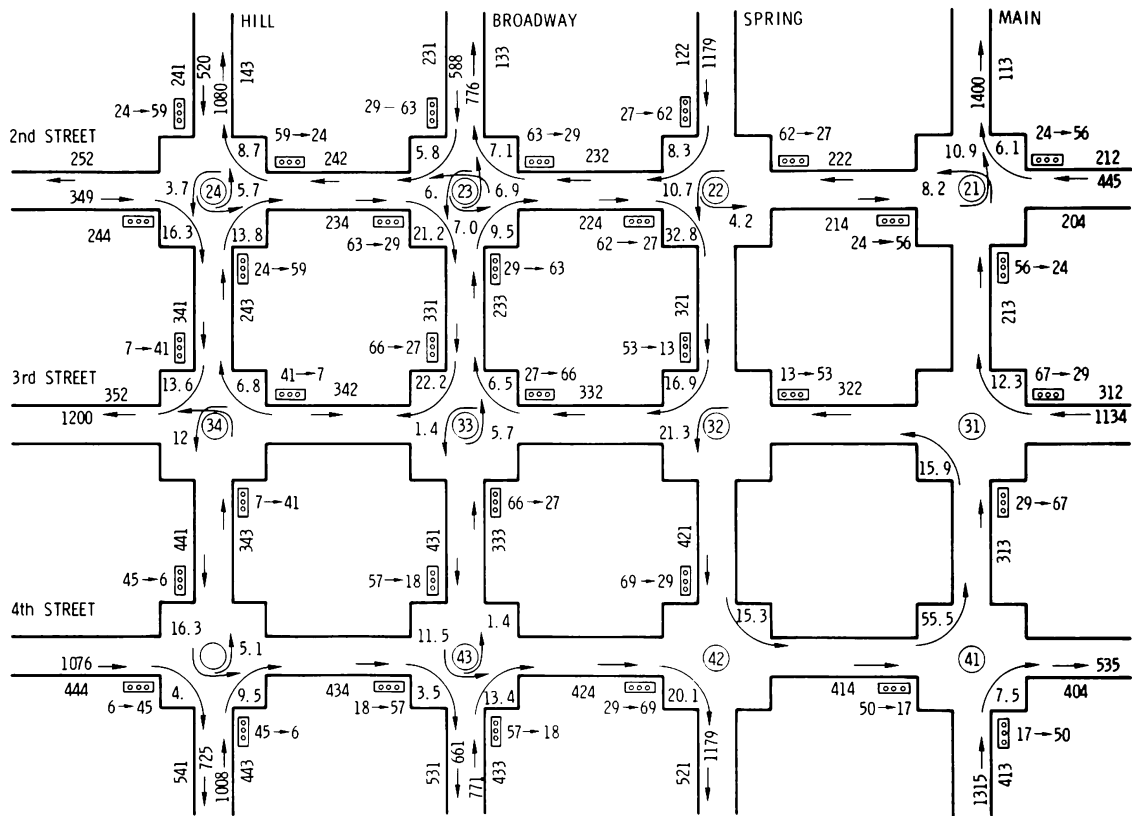 HILL BROADWAY SPRING MAIN
241 520 1080 143 231 588 776 133 122 1179 1400 113
24→59 29–63 27→62
2nd STREET 59→24 63→29 62→27 24→56
252 8.7 242 5.8 7.1 232 8.3 222 10.9 6.1 212
349 3.7 24 5.7 6. 23 6.9 10.7 22 8.2 21 445
244 16.3 13.8 234 21.2 7.0 9.5 224 32.8 4.2 214 204
63→29 62→27 24→56
24→59 29→63 56→24
341 243 331 233 321 213
7→41 66→27 53→13
3rd STREET 41→7 27→66 13→53 67→29
352 13.6 6.8 342 22.2 6.5 332 16.9 322 12.3 312
1200 12 34 1.4 33 5.7 21.3 32 31 1134
15.9
7→41 66→27 29→67
441 343 431 333 421 313
45→6 57→18 69→29
4th STREET 16.3 5.1 11.5 1.4 15.3 55.5
1076 43 42 41 535
444 4. 9.5 434 3.5 13.4 424 20.1 414 7.5 404
6→45 18→57 29→69 50→17
45→6 57→18 17→50
541 725 1008 443 531 661 771 433 521 1179 1315 413